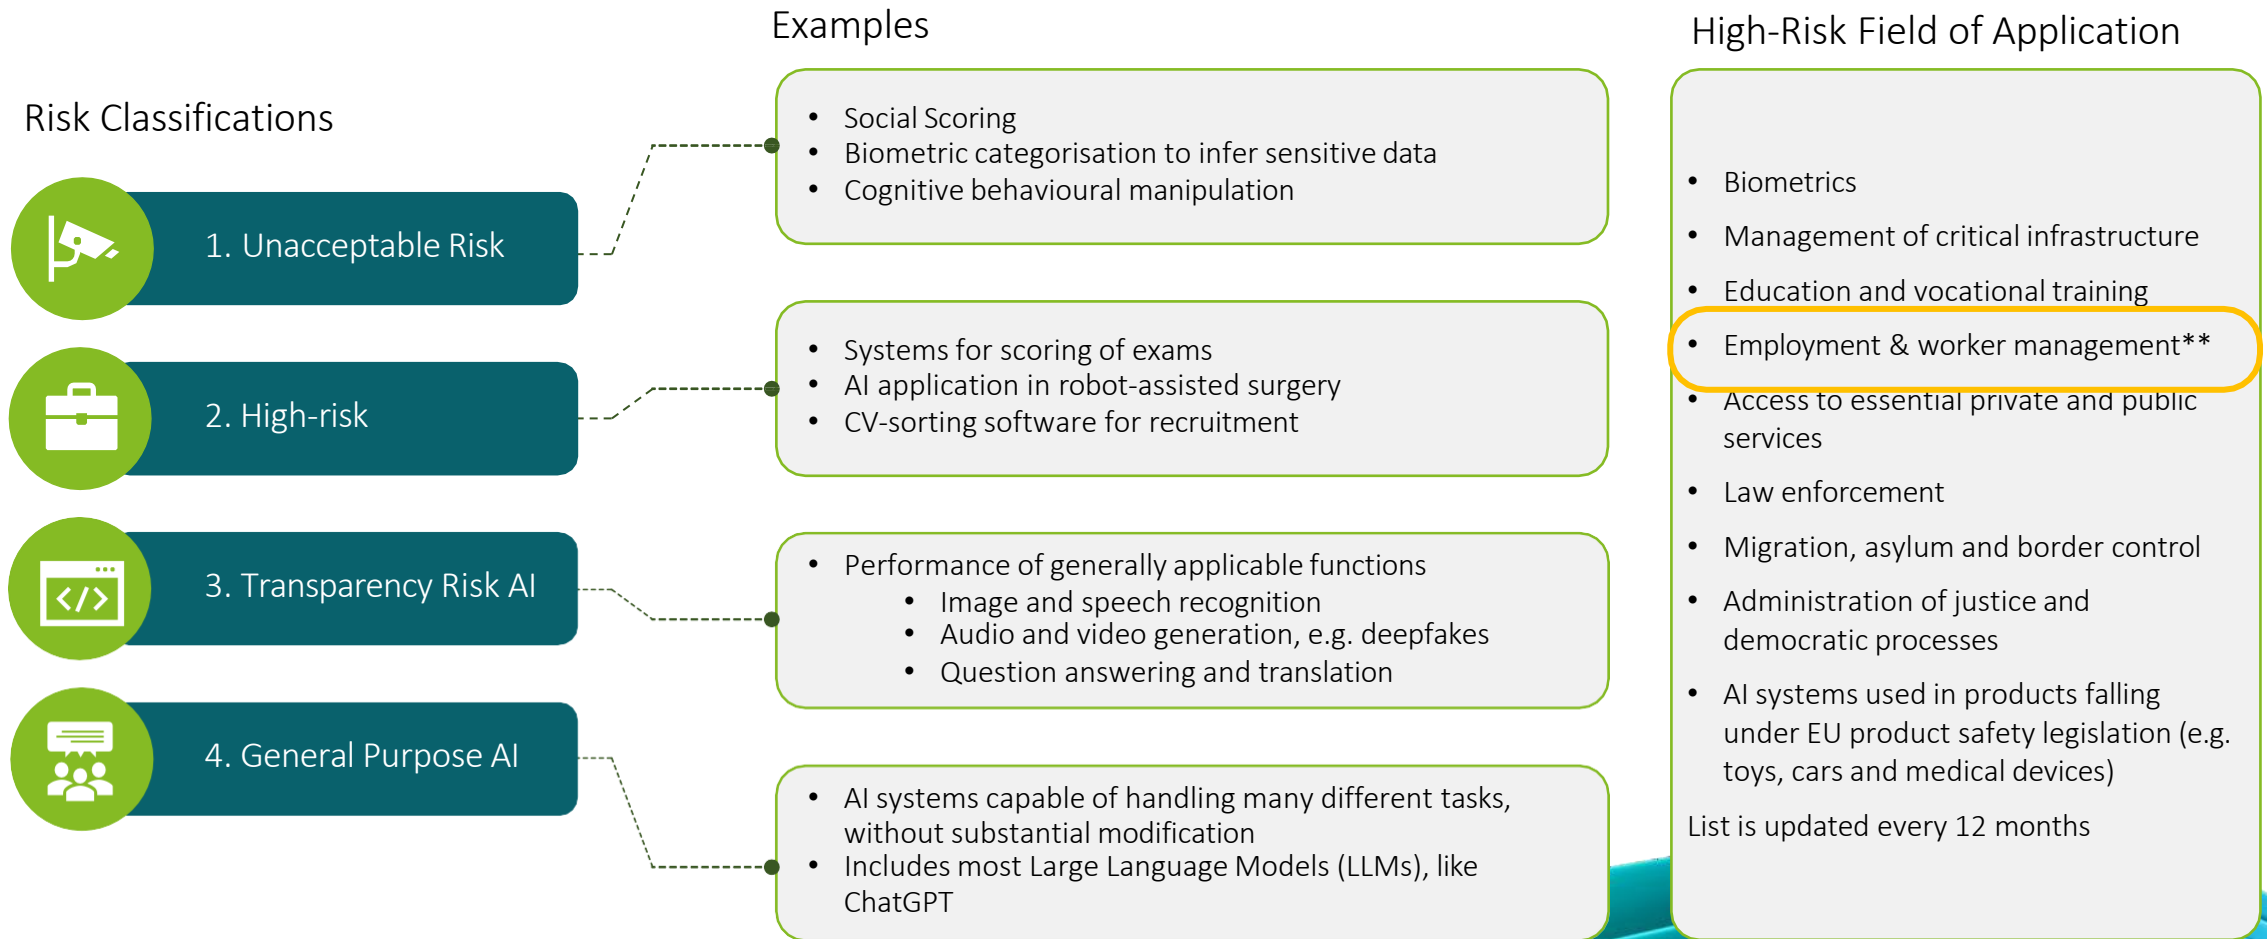 Risk Classifications
1. Unacceptable Risk
2. High-risk
</>
3. Transparency Risk AI
4. General Purpose AI
Examples
• Social Scoring
• Biometric categorisation to infer sensitive data
• Cognitive behavioural manipulation
• Systems for scoring of exams
• AI application in robot-assisted surgery
• CV-sorting software for recruitment
• Performance of generally applicable functions
• Image and speech recognition
• Audio and video generation, e.g. deepfakes
• Question answering and translation
• AI systems capable of handling many different tasks,
without substantial modification
• Includes most Large Language Models (LLMs), like
ChatGPT
High-Risk Field of Application
• Biometrics
• Management of critical infrastructure
• Education and vocational training
• Employment & worker management**
• Access to essential private and public
services
• Law enforcement
• Migration, asylum and border control
• Administration of justice and
democratic processes
• AI systems used in products falling
under EU product safety legislation (e.g.
toys, cars and medical devices)
List is updated every 12 months